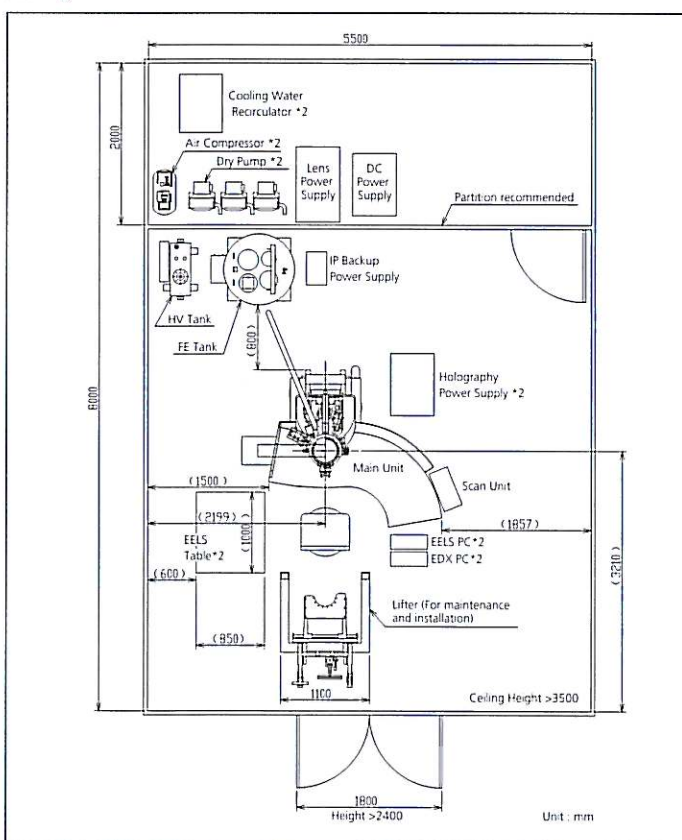 5500
Cooling Water
Recirculator *2
2000
Air Compressor *2
Dry Pump *2
Lens
Power
Supply
DC
Power
Supply
Partition recommended
IP Backup
Power Supply
HV Tank
FE Tank
(800)
8000
Holography
Power Supply *2
Main Unit
Scan Unit
(1500)
(2199)
(1857)
EELS
Table*2
(1000)
EELS PC*2
EDX PC*2
(3210)
(600)
(850)
Lifter (For maintenance
and installation)
1100
Ceiling Height >3500
1800
Height >2400
Unit : mm